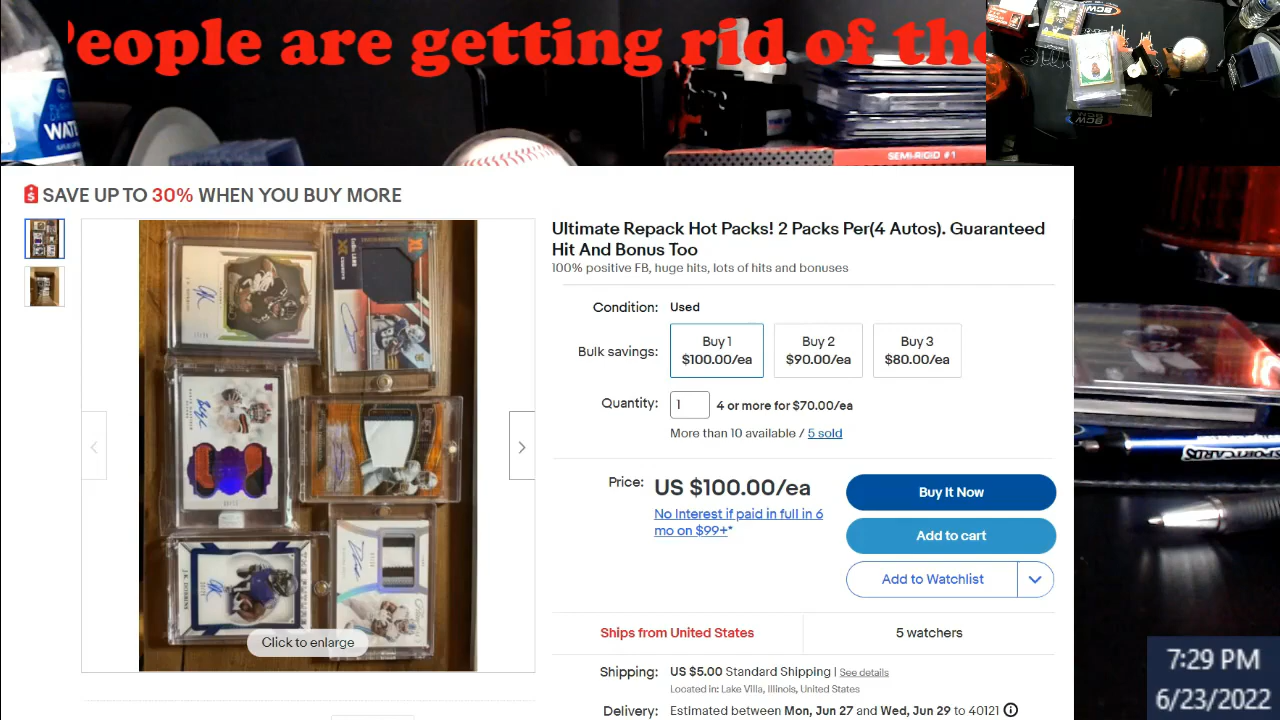 eople are getting rid of the
WAT
SEMI-RIGID #1
BCW
SAVE UP TO 30% WHEN YOU BUY MORE
Ultimate Repack Hot Packs! 2 Packs Per(4 Autos). Guaranteed
Hit And Bonus Too
100% positive FB, huge hits, lots of hits and bonuses
Condition: Used
Bulk savings:
Buy 1
$100.00/ea
Buy 2
$90.00/ea
Buy 3
$80.00/ea
Quantity: 1 4 or more for $70.00/ea
More than 10 available / 5 sold
Price: US $100.00/ea
No Interest if paid in full in 6
mo on $99+*
Buy It Now
Add to cart
Add to Watchlist
Ships from United States
5 watchers
Shipping: US $5.00 Standard Shipping | See details
Located in: Lake Villa, Illinois, United States
Delivery: Estimated between Mon, Jun 27 and Wed, Jun 29 to 40121
Click to enlarge
J.K. DOBBINS
SPORTCARDS
7:29 PM
6/23/2022